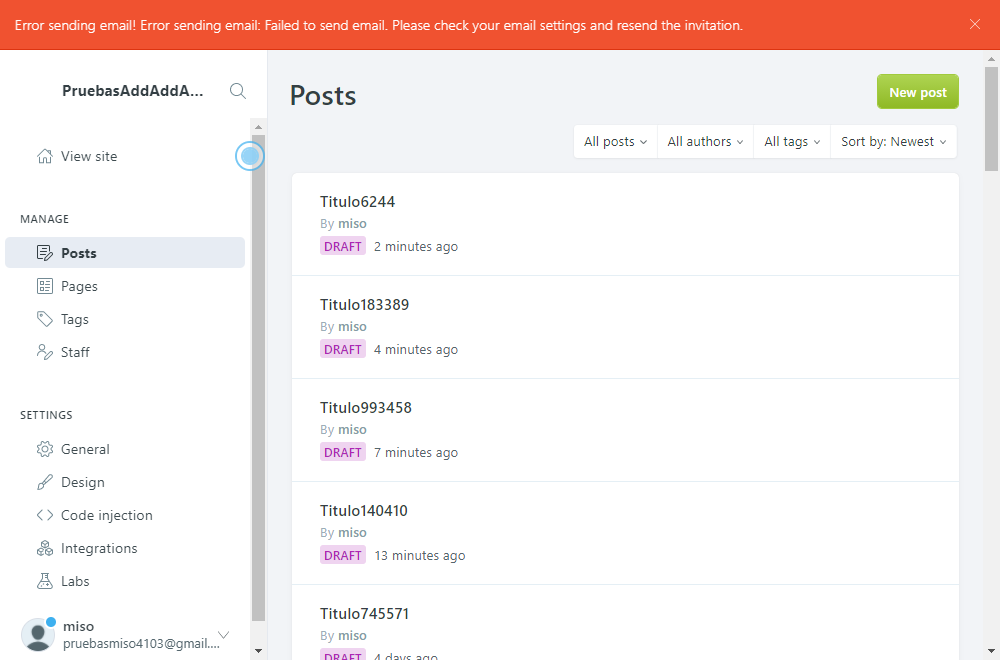 Error sending email! Error sending email: Failed to send email. Please check your email settings and resend the invitation.
PruebasAddAddA...
View site
MANAGE
Posts
Pages
Tags
Staff
SETTINGS
General
Design
Code injection
Integrations
Labs
miso
pruebasmiso4103@gmail....
Posts
New post
All posts
All authors
All tags
Sort by: Newest
Titulo6244
By miso
DRAFT 2 minutes ago
Titulo183389
By miso
DRAFT 4 minutes ago
Titulo993458
By miso
DRAFT 7 minutes ago
Titulo140410
By miso
DRAFT 13 minutes ago
Titulo745571
By miso
DRAFT 4 days ago